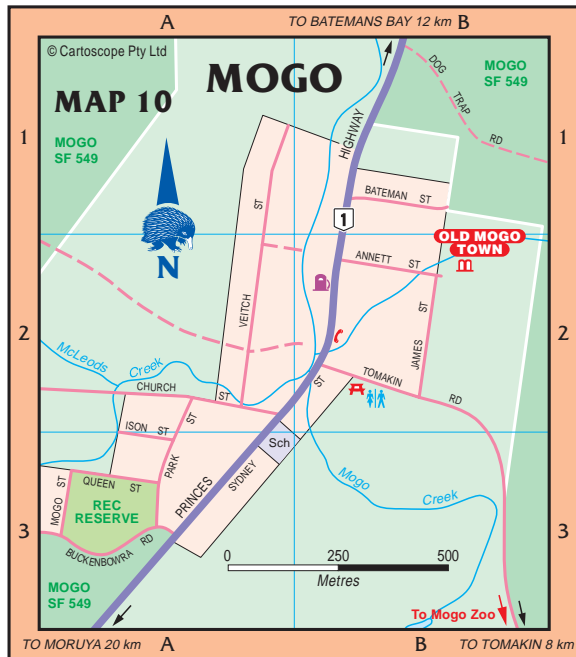 A
TO BATEMANS BAY 12 km
B
© Cartoscope Pty Ltd
MOGO
MAP 10
MOGO
SF 549
DOG
TRAP
RD
MOGO
SF 549
1
1
HIGHWAY
BATEMAN ST
1
ST
VEITCH
OLD MOGO
TOWN
ANNETT ST
N
2
2
ST
JAMES
McLeods
Creek
CHURCH
ST
ST
TOMAKIN
RD
ISON ST
ST
PARK
Sch
SYDNEY
PRINCES
Mogo
Creek
QUEEN ST
MOGO ST
REC
RESERVE
BUCKENBOWRA RD
3
3
0
250
500
Metres
MOGO
SF 549
To Mogo Zoo
TO MORUYA 20 km
A
B
TO TOMAKIN 8 km